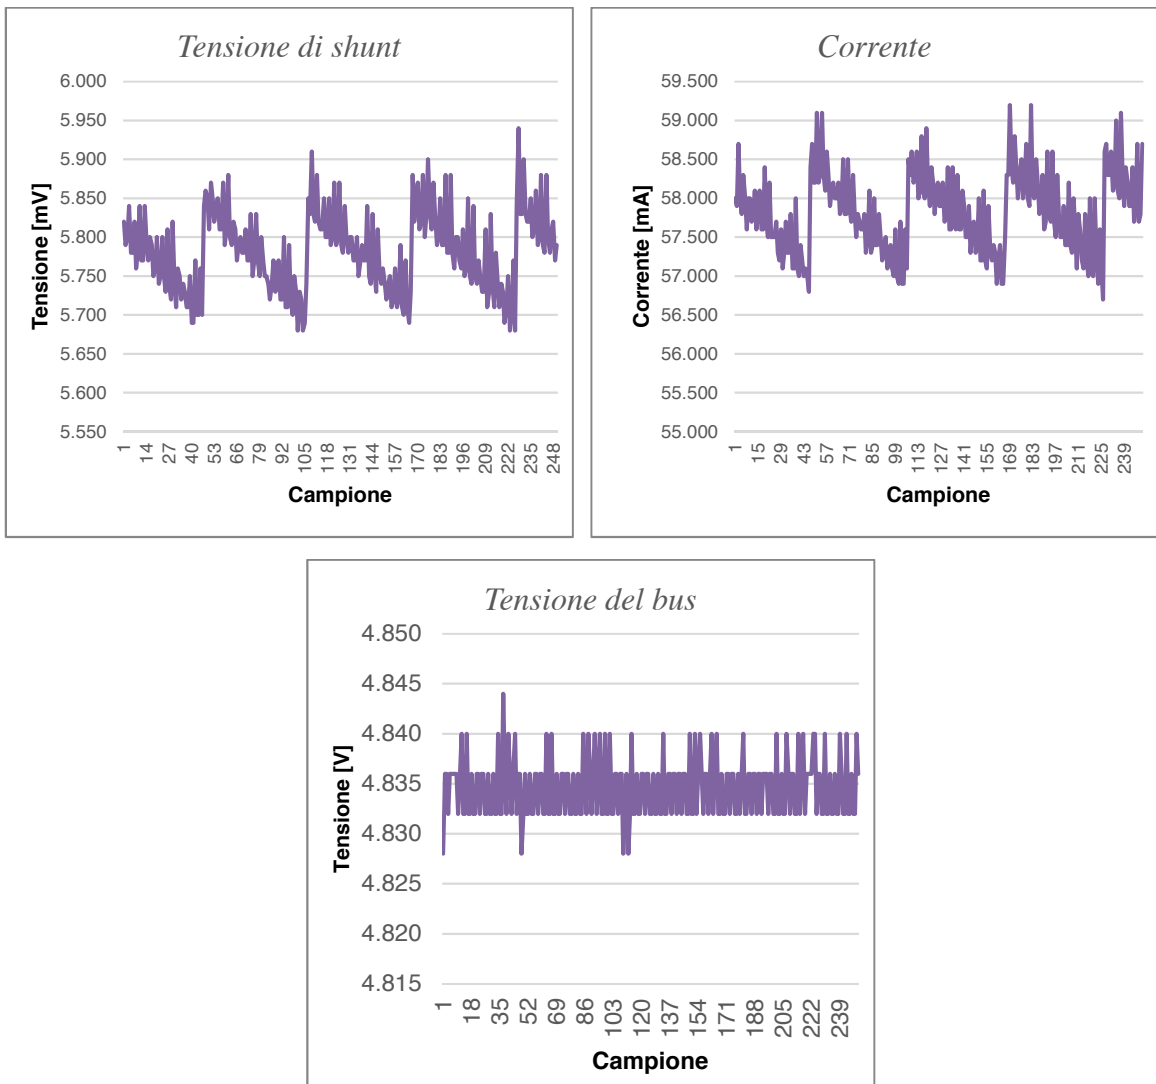 Tensione di shunt
6.000
5.950
5.900
5.850
5.800
5.750
5.700
5.650
5.600
5.550
Tensione [mV]
1 14 27 40 53 66 79 92 105 118 131 144 157 170 183 196 209 222 235 248
Campione
Corrente
59.500
59.000
58.500
58.000
57.500
57.000
56.500
56.000
55.500
55.000
Corrente [mA]
1 15 29 43 57 71 85 99 113 127 141 155 169 183 197 211 225 239
Campione
Tensione del bus
4.850
4.845
4.840
4.835
4.830
4.825
4.820
4.815
Tensione [V]
1 18 35 52 69 86 103 120 137 154 171 188 205 222 239
Campione